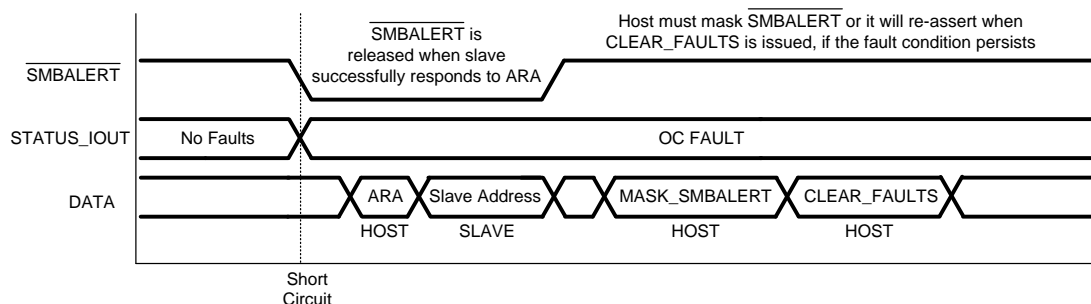 SMBALERT is
released when slave
successfully responds to ARA
Host must mask SMBALERT or it will re-assert when
CLEAR_FAULTS is issued, if the fault condition persists
SMBALERT
STATUS_IOUT
No Faults
OC FAULT
DATA
ARA
Slave Address
MASK_SMBALERT
CLEAR_FAULTS
HOST
SLAVE
HOST
HOST
Short
Circuit